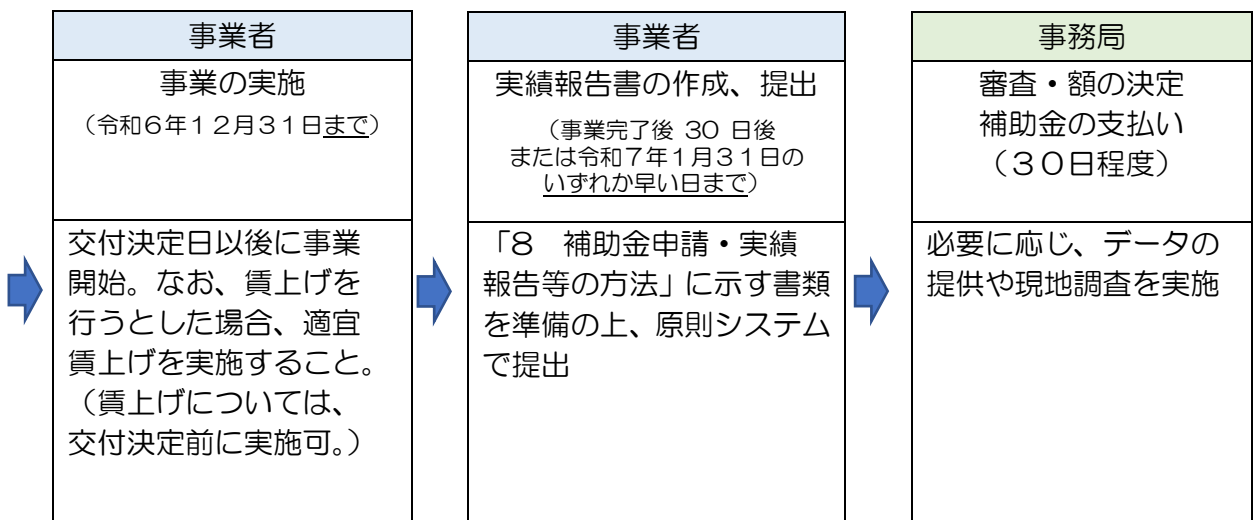 事業者
事業の実施
（令和６年１２月３１日まで）
交付決定日以後に事業
開始。なお、賃上げを
行うとした場合、適宜
賃上げを実施すること。
（賃上げについては、
交付決定前に実施可。）
事業者
実績報告書の作成、提出
（事業完了後 30 日後
または令和７年１月３１日の
いずれか早い日まで）
「８　補助金申請・実績
報告等の方法」に示す書類
を準備の上、原則システム
で提出
事務局
審査・額の決定
補助金の支払い
（３０日程度）
必要に応じ、データの
提供や現地調査を実施